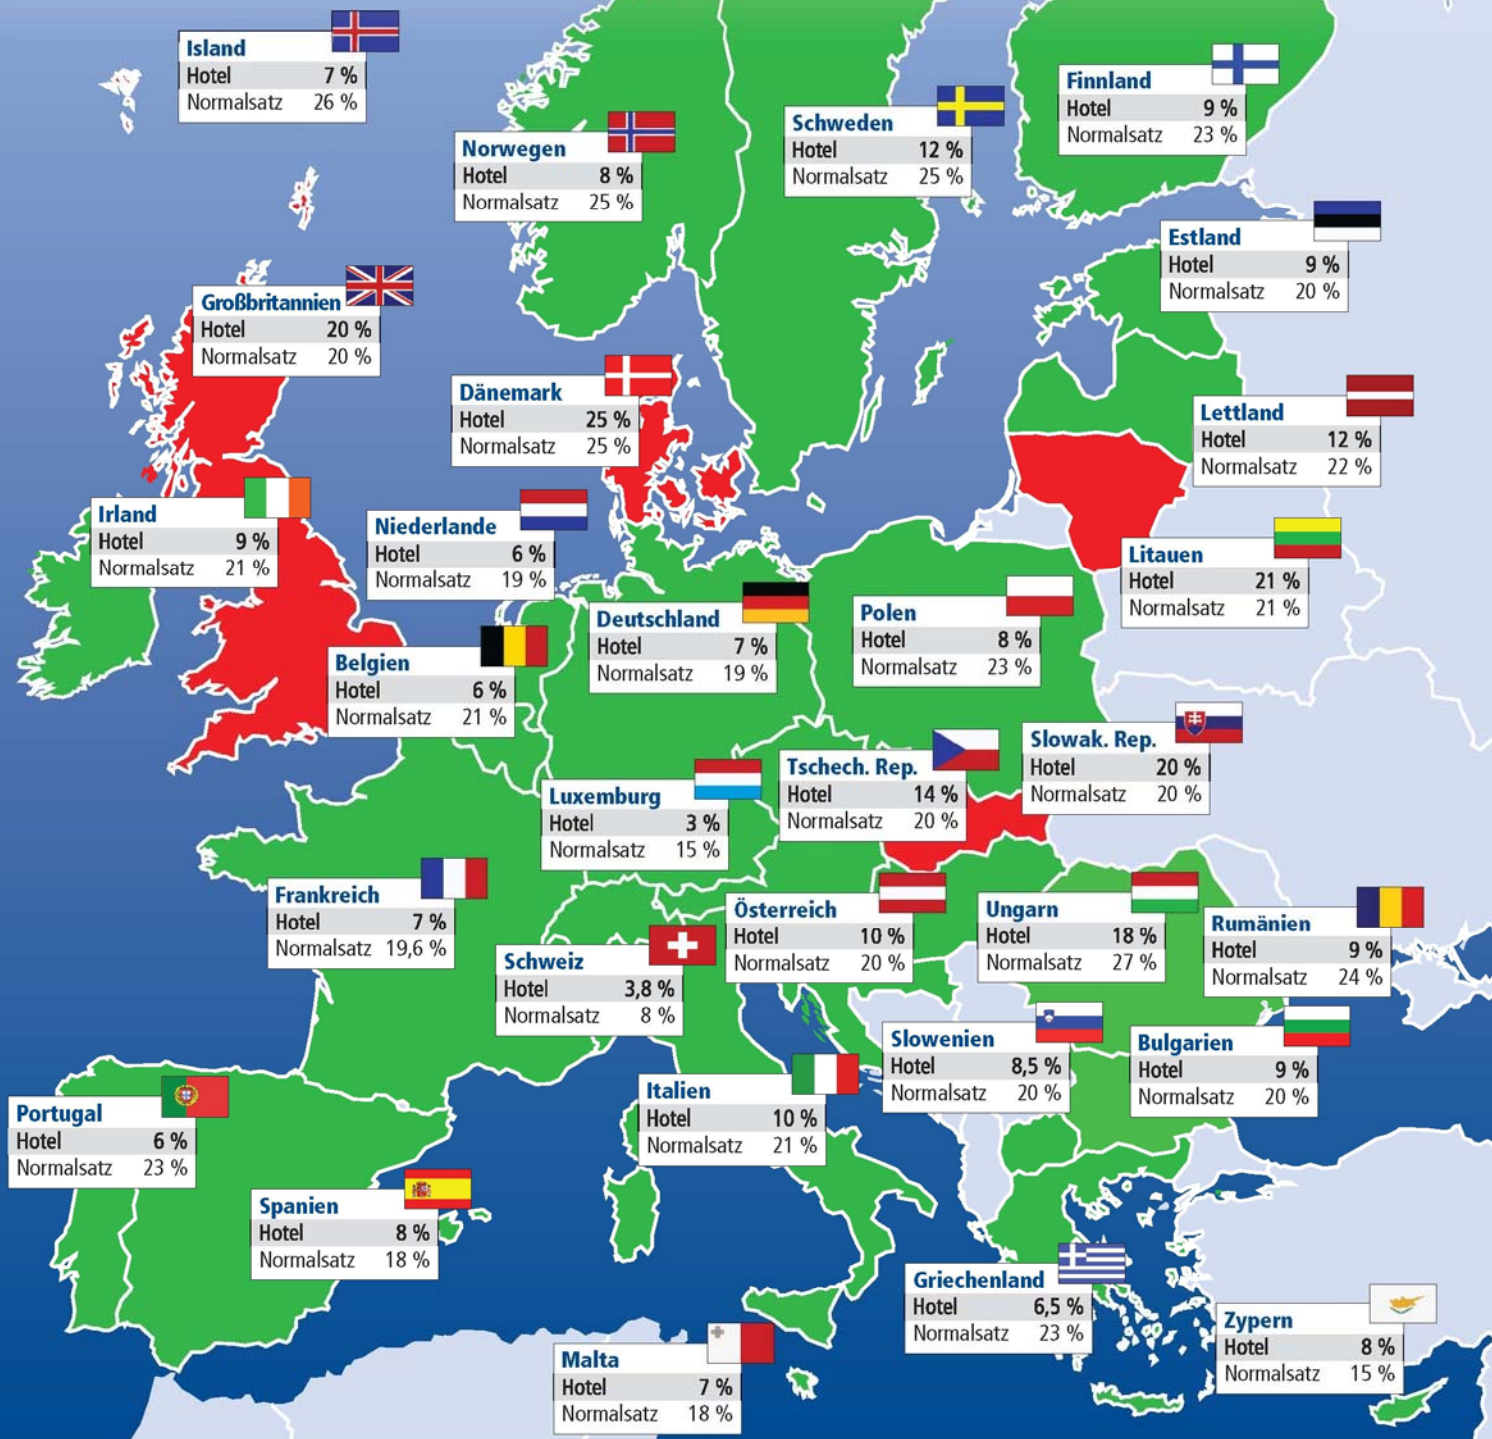 Island
Hotel 7 %
Normalsatz 26 %
Finnland
Hotel 9 %
Normalsatz 23 %
Schweden
Hotel 12 %
Normalsatz 25 %
Norwegen
Hotel 8 %
Normalsatz 25 %
Estland
Hotel 9 %
Normalsatz 20 %
Großbritannien
Hotel 20 %
Normalsatz 20 %
Dänemark
Hotel 25 %
Normalsatz 25 %
Lettland
Hotel 12 %
Normalsatz 22 %
Irland
Hotel 9 %
Normalsatz 21 %
Niederlande
Hotel 6 %
Normalsatz 19 %
Litauen
Hotel 21 %
Normalsatz 21 %
Deutschland
Hotel 7 %
Normalsatz 19 %
Polen
Hotel 8 %
Normalsatz 23 %
Belgien
Hotel 6 %
Normalsatz 21 %
Slowak. Rep.
Hotel 20 %
Normalsatz 20 %
Tschech. Rep.
Hotel 14 %
Normalsatz 20 %
Luxemburg
Hotel 3 %
Normalsatz 15 %
Frankreich
Hotel 7 %
Normalsatz 19,6 %
Österreich
Hotel 10 %
Normalsatz 20 %
Ungarn
Hotel 18 %
Normalsatz 27 %
Rumänien
Hotel 9 %
Normalsatz 24 %
Schweiz
Hotel 3,8 %
Normalsatz 8 %
Slowenien
Hotel 8,5 %
Normalsatz 20 %
Bulgarien
Hotel 9 %
Normalsatz 20 %
Italien
Hotel 10 %
Normalsatz 21 %
Portugal
Hotel 6 %
Normalsatz 23 %
Spanien
Hotel 8 %
Normalsatz 18 %
Griechenland
Hotel 6,5 %
Normalsatz 23 %
Zypern
Hotel 8 %
Normalsatz 15 %
Malta
Hotel 7 %
Normalsatz 18 %